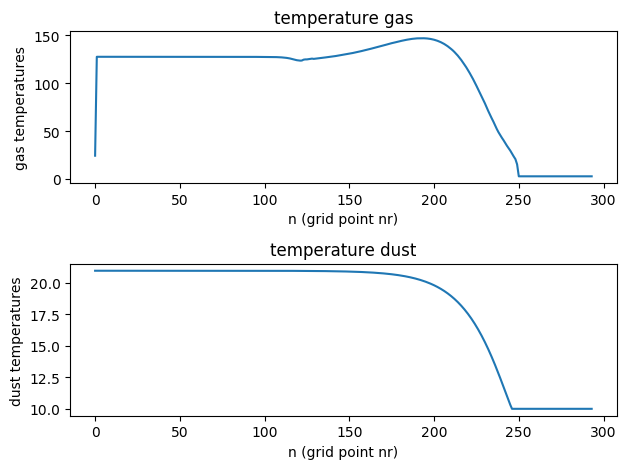 temperature gas
150
100
50
0
gas temperatures
0 50 100 150 200 250 300
n (grid point nr)
temperature dust
20.0
17.5
15.0
12.5
10.0
dust temperatures
0 50 100 150 200 250 300
n (grid point nr)